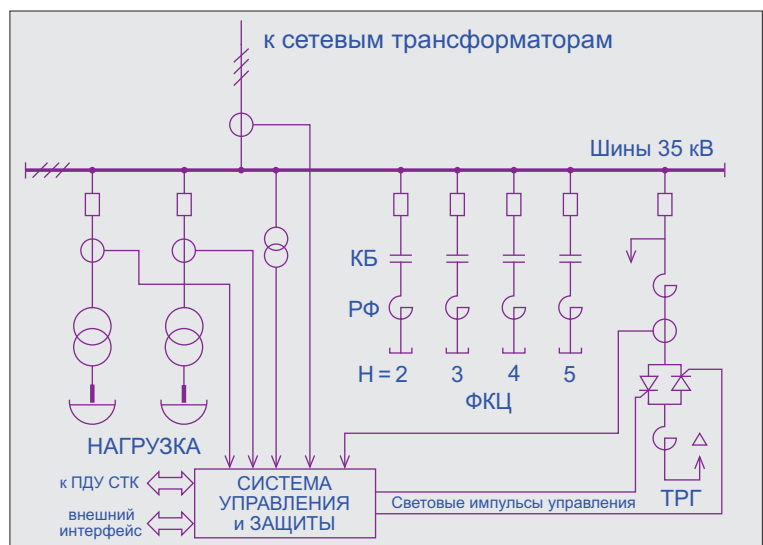 к сетевым трансформаторам
Шины 35 кВ
КБ
РФ
Н = 2 3 4 5
ФКЦ
НАГРУЗКА
ТРГ
к ПДУ СТК
внешний
интерфейс
СИСТЕМА
УПРАВЛЕНИЯ
и ЗАЩИТЫ
Световые импульсы управления